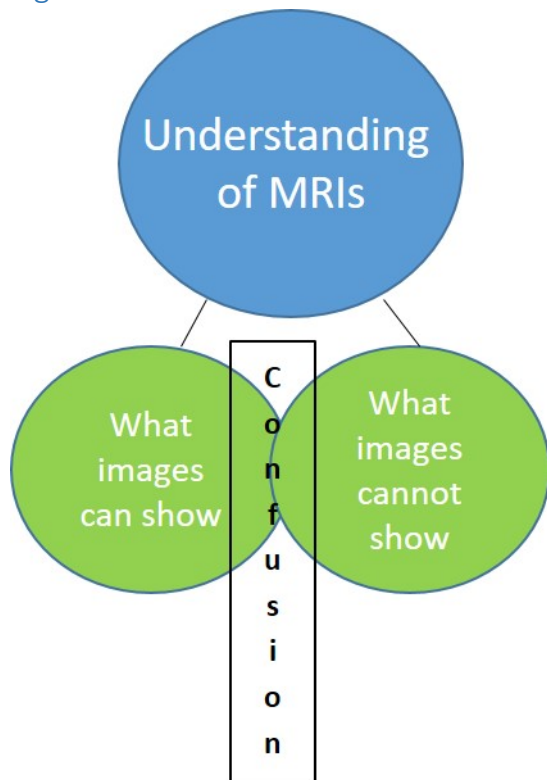 Understanding
of MRIs
What
images
can show
C
o
n
f
u
s
i
o
n
What
images
cannot
show